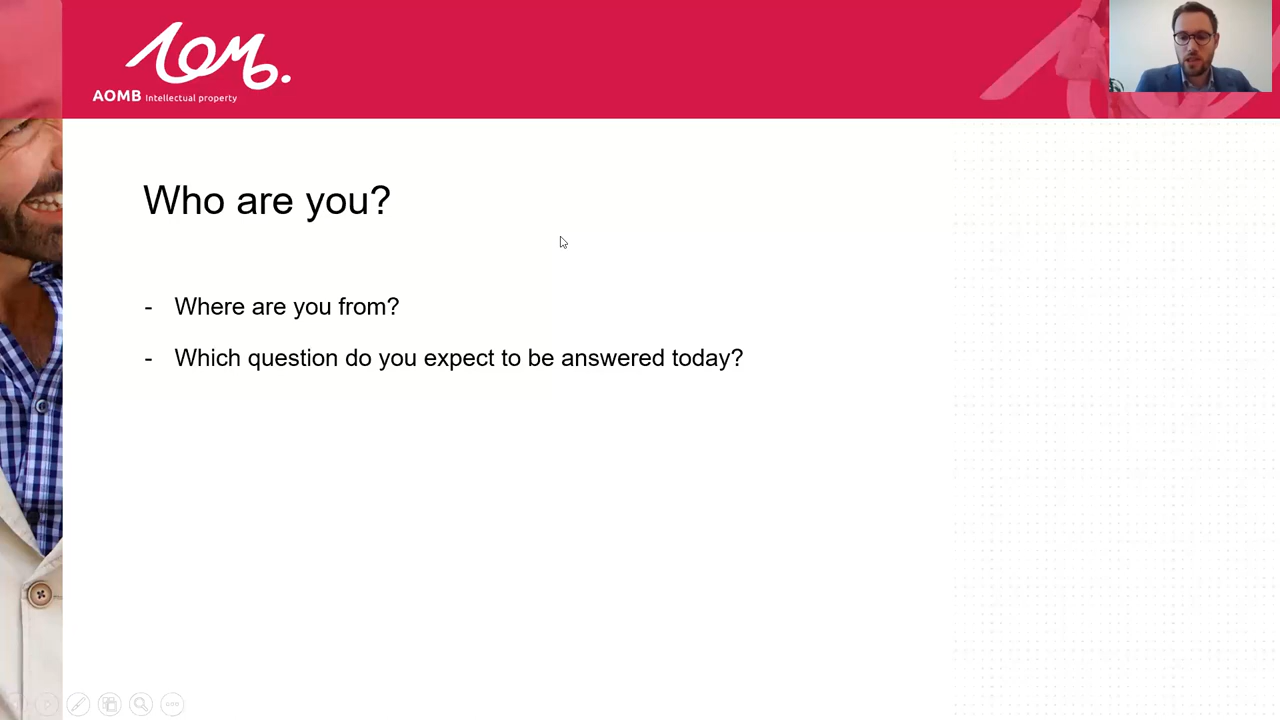 AOMB.
AOMB Intellectual property
Who are you?
- Where are you from?
- Which question do you expect to be answered today?